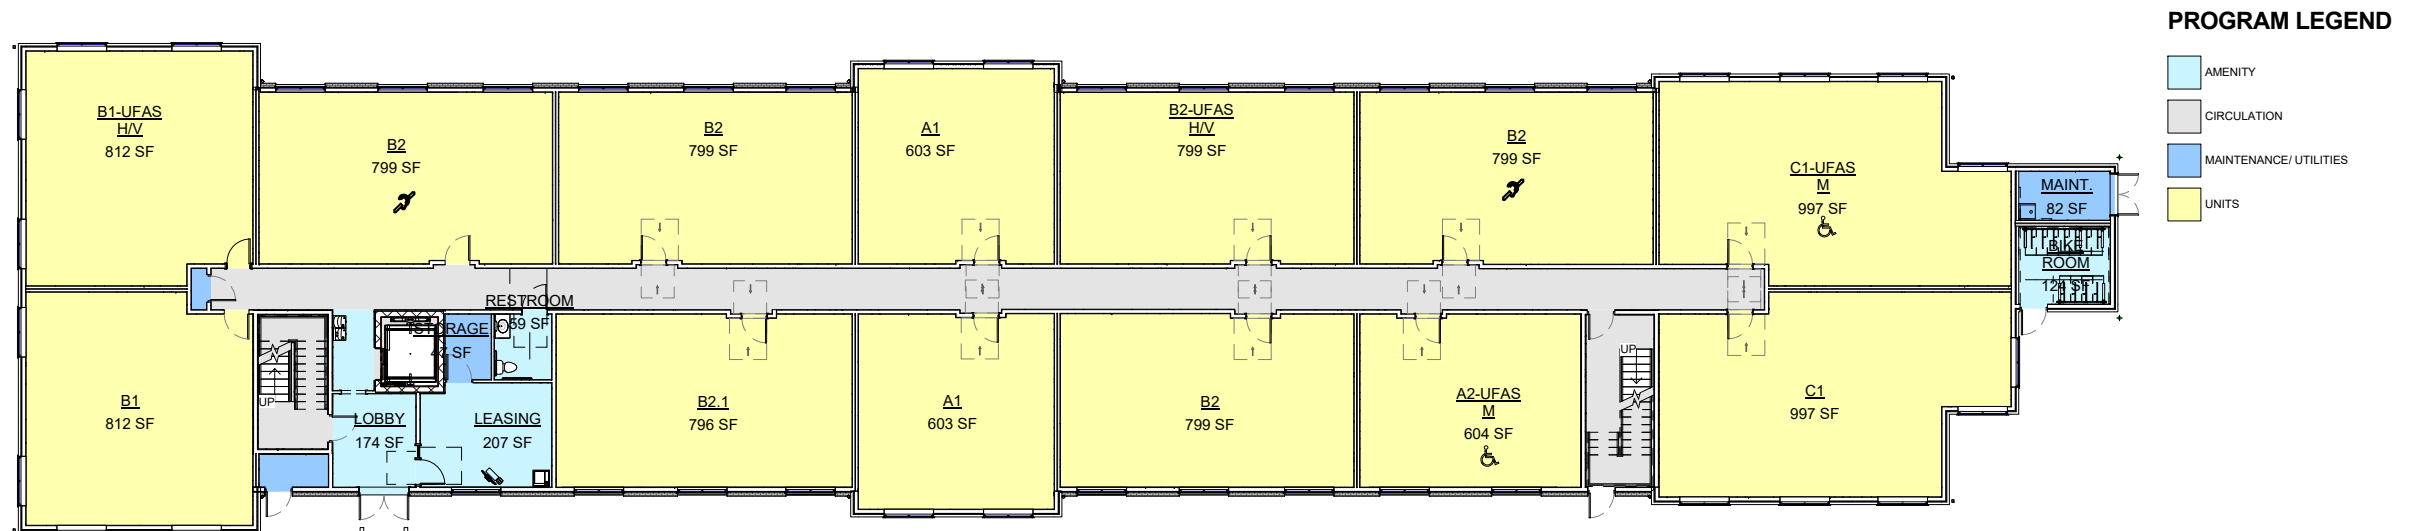 PROGRAM LEGEND
AMENITY
CIRCULATION
MAINTENANCE/ UTILITIES
UNITS
B1-UFAS
H/V
812 SF
B2
799 SF
B2
799 SF
A1
603 SF
B2-UFAS
H/V
799 SF
B2
799 SF
C1-UFAS
M
997 SF
MAINT.
82 SF
BIKE
ROOM
124 SF
RESTROOM
59 SF
STORAGE
47 SF
UP
B1
812 SF
LOBBY
174 SF
LEASING
207 SF
B2.1
796 SF
A1
603 SF
B2
799 SF
A2-UFAS
M
604 SF
UP
C1
997 SF